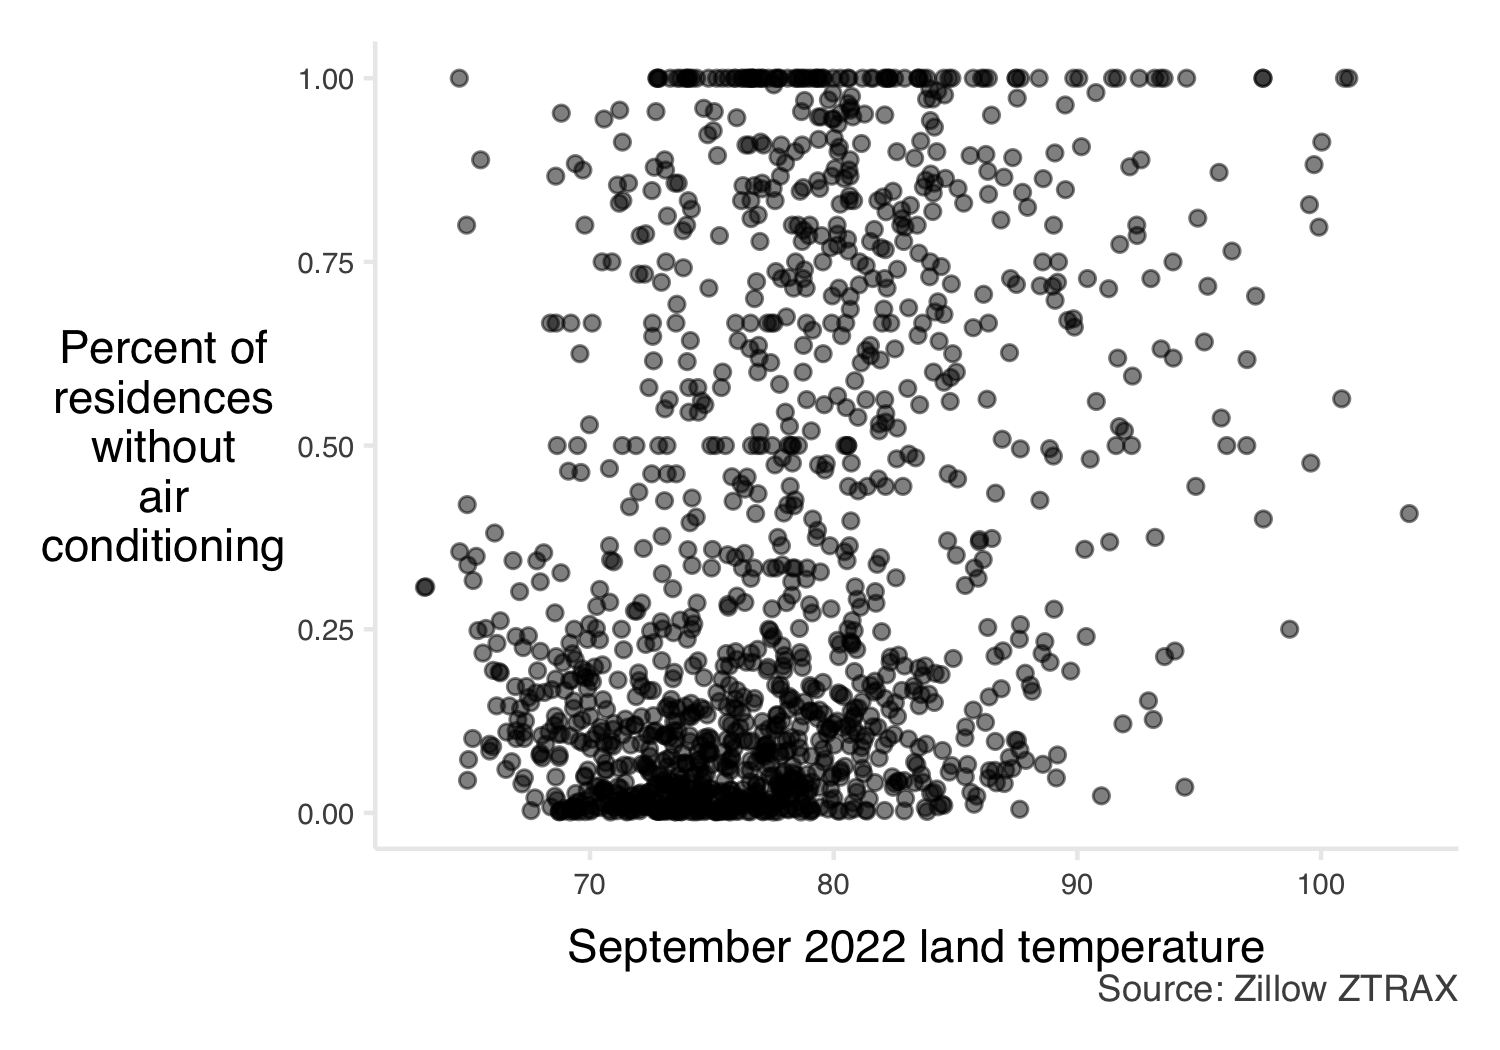 1.00
0.75
0.50
0.25
0.00
Percent of
residences
without
air
conditioning
70 80 90 100
September 2022 land temperature
Source: Zillow ZTRAX